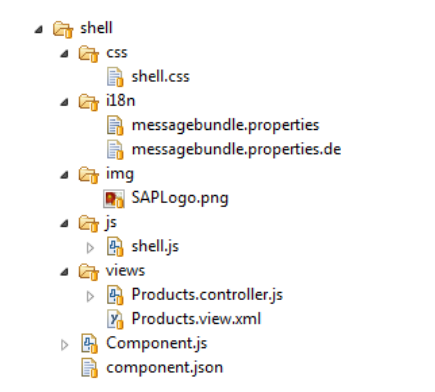 shell
css
shell.css
i18n
messagebundle.properties
messagebundle.properties.de
img
SAPLogo.png
js
shell.js
views
Products.controller.js
Products.view.xml
Component.js
component.json